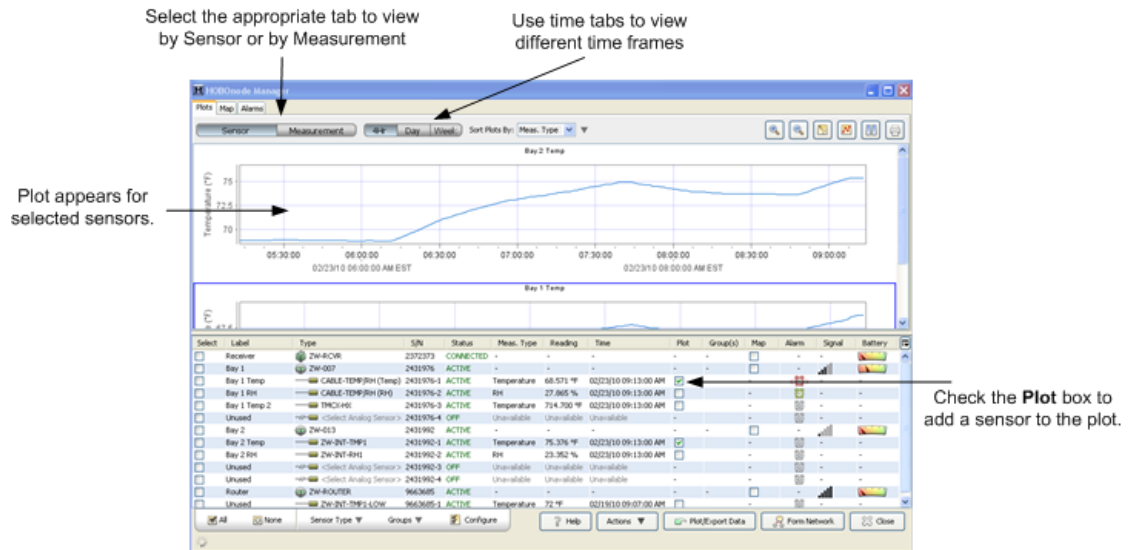 Select the appropriate tab to view
by Sensor or by Measurement
Use time tabs to view
different time frames
HOBOnode Manager
Plots Map Alarms
Sensor Measurement 4Hr Day Week Sort Plots By: Meas. Type
Bay 2 Temp
Plot appears for
selected sensors.
Temperature (°F)
75
72.5
70
05:30:00 06:00:00 06:30:00 07:00:00 07:30:00 08:00:00 08:30:00 09:00:00
02/23/10 06:00:00 AM EST 02/23/10 08:00:00 AM EST
Bay 1 Temp
67.5
Select Label Type S/N Status Meas. Type Reading Time Plot Group(s) Map Alarm Signal Battery
Receiver ZW-RCVR 2372373 CONNECTED - - - - - - -
Bay 1 ZW-007 2431976 ACTIVE - - - - - -
Bay 1 Temp CABLE-TEMP/RH (Temp) 2431976-1 ACTIVE Temperature 68.571 °F 02/23/10 09:13:00 AM - - -
Bay 1 RH CABLE-TEMP/RH (RH) 2431976-2 ACTIVE RH 27.865 % 02/23/10 09:13:00 AM - - -
Bay 1 Temp 2 TMCX-HX 2431976-3 ACTIVE Temperature 714.700 °F 02/23/10 09:13:00 AM - - -
Unused <Select Analog Sensor> 2431976-4 OFF Unavailable Unavailable Unavailable - - - -
Bay 2 ZW-013 2431992 ACTIVE - - - - - -
Bay 2 Temp ZW-INT-TMP1 2431992-1 ACTIVE Temperature 75.376 °F 02/23/10 09:13:00 AM - - -
Bay 2 RH ZW-INT-RH1 2431992-2 ACTIVE RH 23.352 % 02/23/10 09:13:00 AM - - -
Unused <Select Analog Sensor> 2431992-3 OFF Unavailable Unavailable Unavailable - - - -
Unused <Select Analog Sensor> 2431992-4 OFF Unavailable Unavailable Unavailable - - - -
Router ZW-ROUTER 9663685 ACTIVE - - - - - -
Unused ZW-INT-TMP1-LOW 9663685-1 ACTIVE Temperature 72 °F 02/19/10 09:07:00 AM - - -
Check the Plot box to
add a sensor to the plot.
All None Sensor Type Groups Configure Help Actions Plot/Export Data Form Network Close